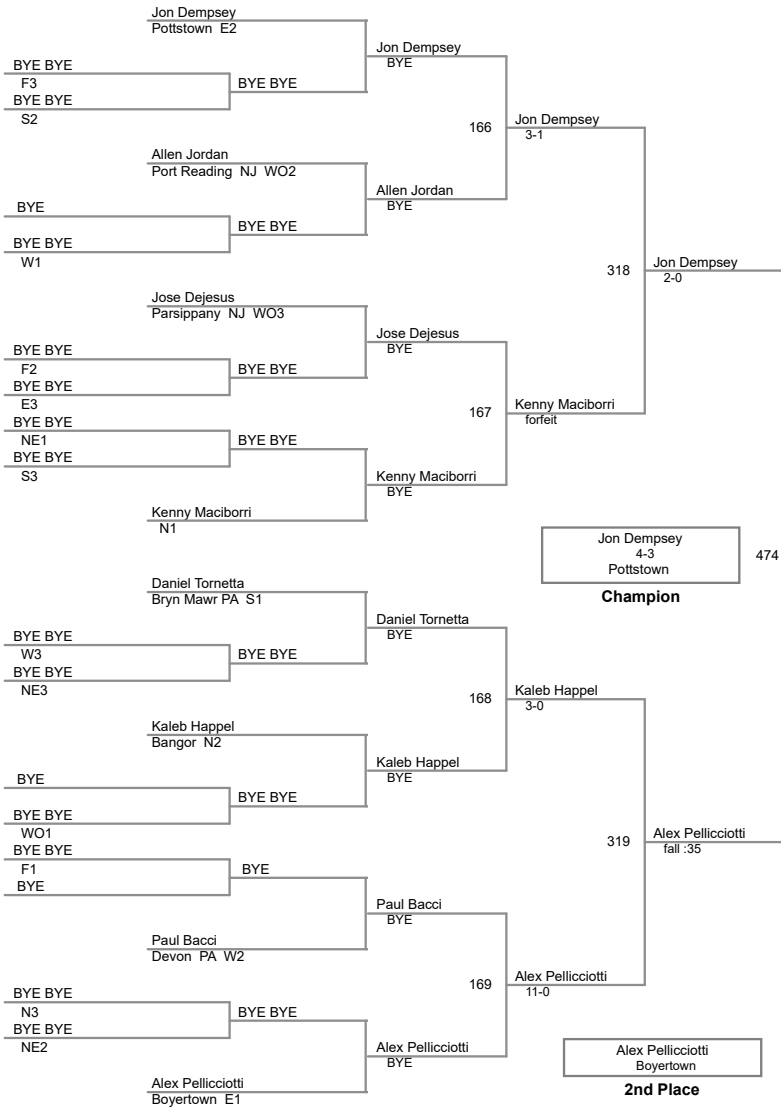 Jon Dempsey
Pottstown E2
Jon Dempsey
BYE
BYE BYE
F3
BYE BYE
BYE BYE
S2
166
Jon Dempsey
3-1
Allen Jordan
Port Reading NJ WO2
Allen Jordan
BYE
BYE
BYE BYE
BYE BYE
W1
318
Jon Dempsey
2-0
Jose Dejesus
Parsippany NJ WO3
Jose Dejesus
BYE
BYE BYE
F2
BYE BYE
BYE BYE
E3
167
Kenny Maciborri
forfeit
BYE BYE
NE1
BYE BYE
BYE BYE
S3
Kenny Maciborri
BYE
Kenny Maciborri
N1
Jon Dempsey
4-3
Pottstown
474
Champion
Daniel Tornetta
Bryn Mawr PA S1
Daniel Tornetta
BYE
BYE BYE
W3
BYE BYE
BYE BYE
NE3
168
Kaleb Happel
3-0
Kaleb Happel
Bangor N2
Kaleb Happel
BYE
BYE
BYE BYE
BYE BYE
WO1
319
Alex Pellicciotti
fall :35
BYE BYE
F1
BYE
BYE
Paul Bacci
BYE
Paul Bacci
Devon PA W2
169
Alex Pellicciotti
11-0
BYE BYE
N3
BYE BYE
BYE BYE
NE2
Alex Pellicciotti
BYE
Alex Pellicciotti
Boyertown E1
Alex Pellicciotti
Boyertown
2nd Place